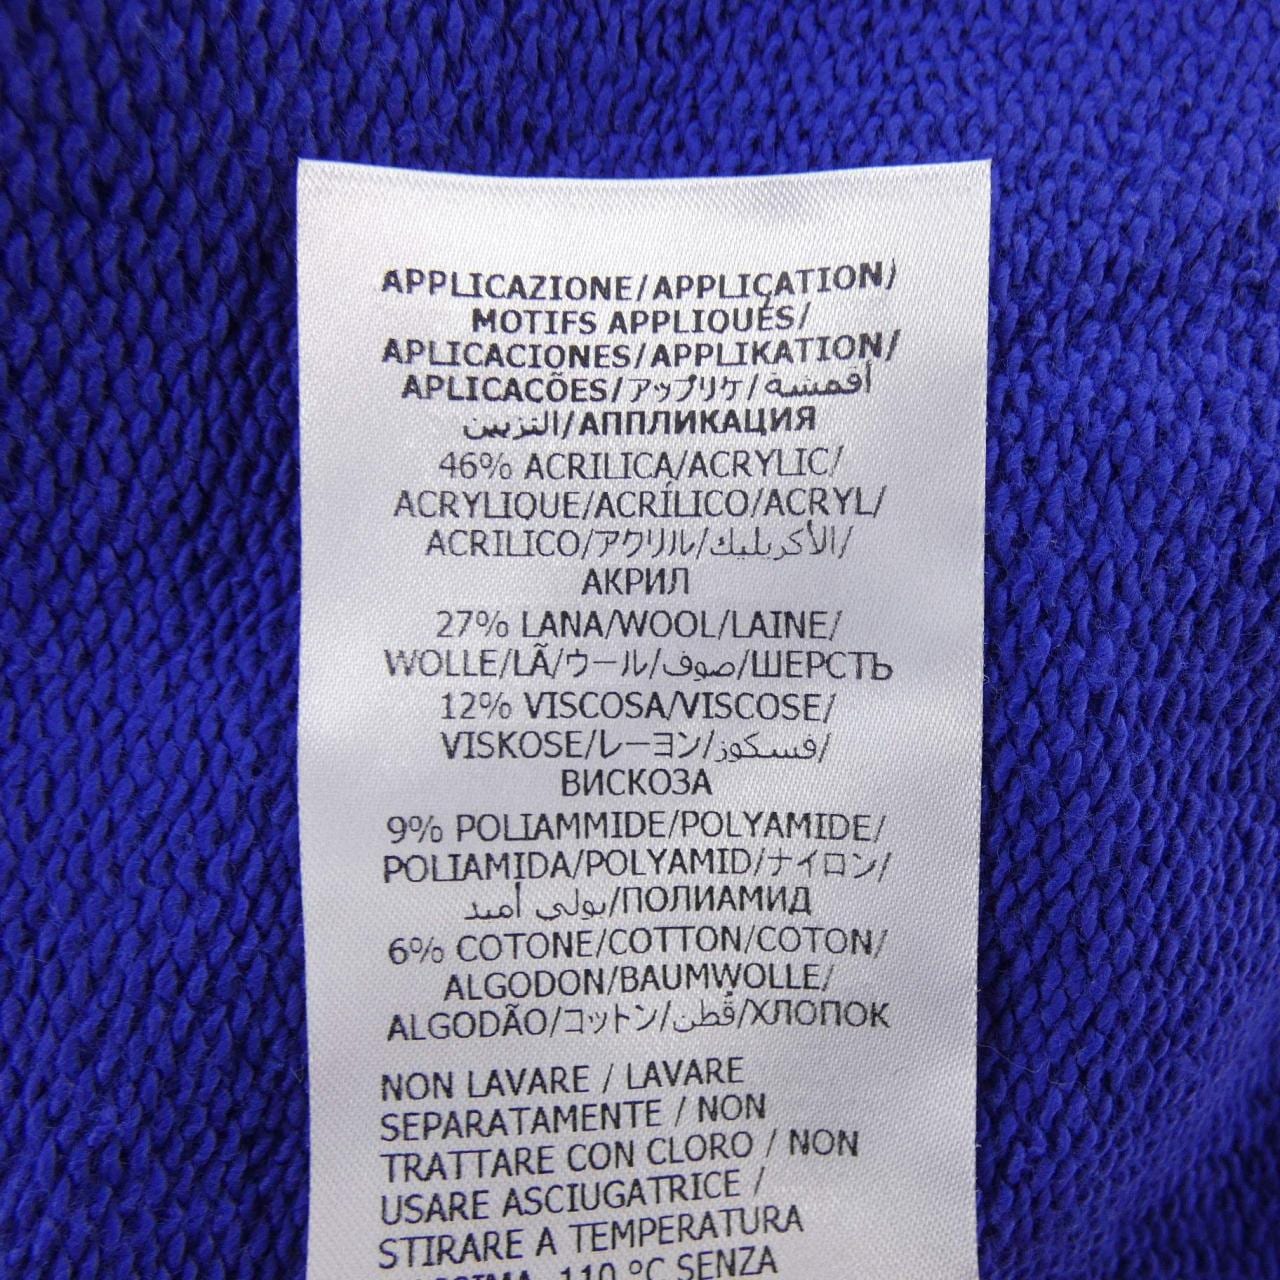 APPLICAZIONE/APPLICATION/
MOTIFS APPLIQUÉS/
APLICACIONES/APPLIKATION/
APLICACÕES/アップリケ/أقمشة
التزيين/АППЛИКАЦИЯ
46% ACRILICA/ACRYLIC/
ACRYLIQUE/ACRÍLICO/ACRYL/
ACRILICO/アクリル/الأكريليك/
АКРИЛ
27% LANA/WOOL/LAINE/
WOLLE/LÃ/ウール/صوف/ШЕРСТЬ
12% VISCOSA/VISCOSE/
VISKOSE/レーヨン/فسكوز/
ВИСКОЗА
9% POLIAMMIDE/POLYAMIDE/
POLIAMIDA/POLYAMID/ナイロン/
بولي أميد/ПОЛИАМИД
6% COTONE/COTTON/COTON/
ALGODON/BAUMWOLLE/
ALGODÃO/コットン/قطن/ХЛОПОК
NON LAVARE / LAVARE
SEPARATAMENTE / NON
TRATTARE CON CLORO / NON
USARE ASCIUGATRICE /
STIRARE A TEMPERATURA
110 °C SENZA